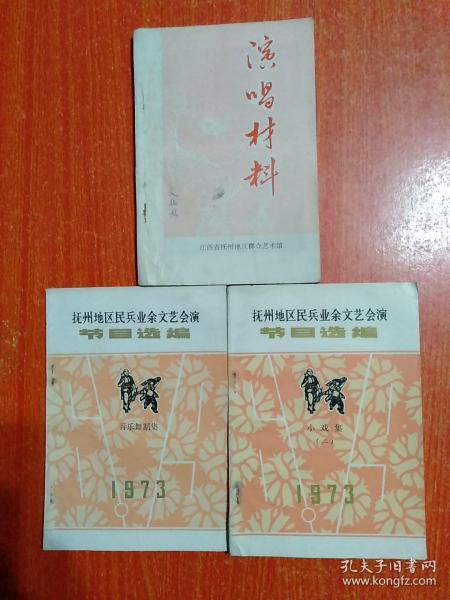 演唱材料
江西省抚州地区群众艺术馆
抚州地区民兵业余文艺会演
节目选编
音乐舞蹈集
1973
抚州地区民兵业余文艺会演
节目选编
小戏集
(二)
1973
孔夫子旧书网
www.kongfz.com